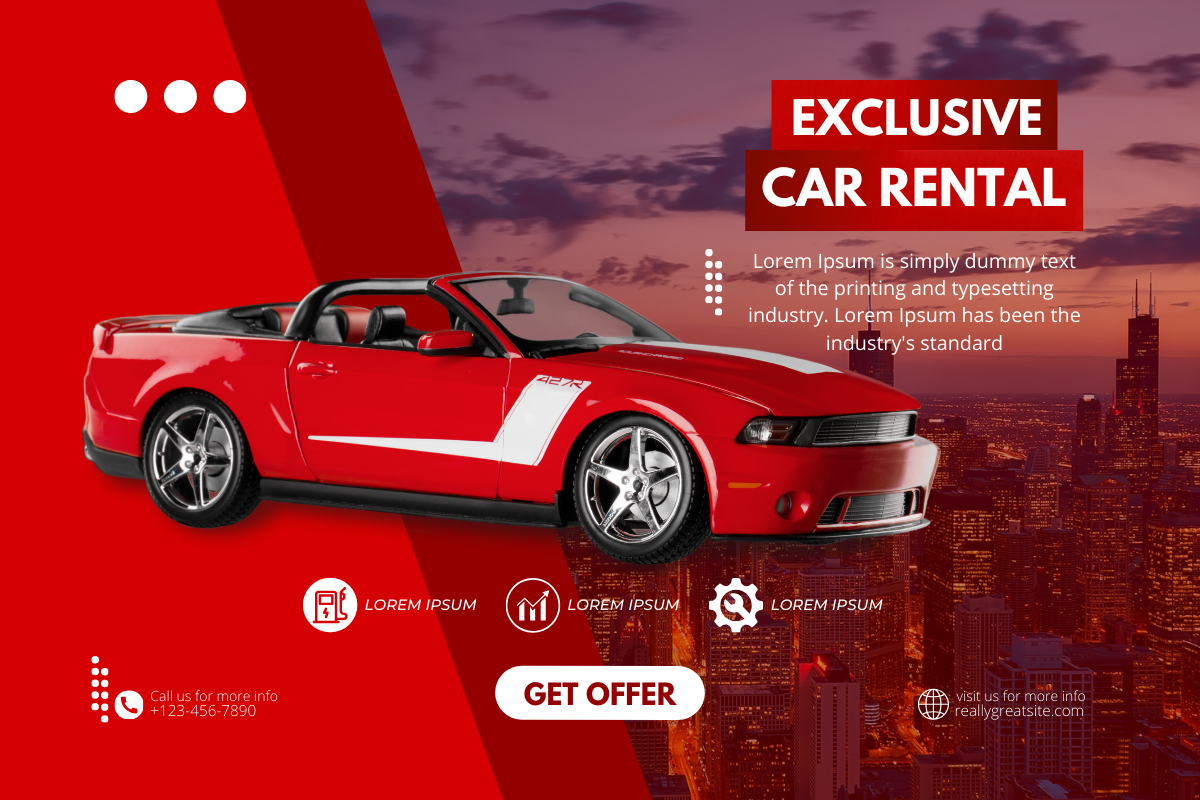 EXCLUSIVE
CAR RENTAL
Lorem Ipsum is simply dummy text
of the printing and typesetting
industry. Lorem Ipsum has been the
industry's standard
427R
LOREM IPSUM
LOREM IPSUM
LOREM IPSUM
GET OFFER
Call us for more info
+123-456-7890
visit us for more info
reallygreatsite.com